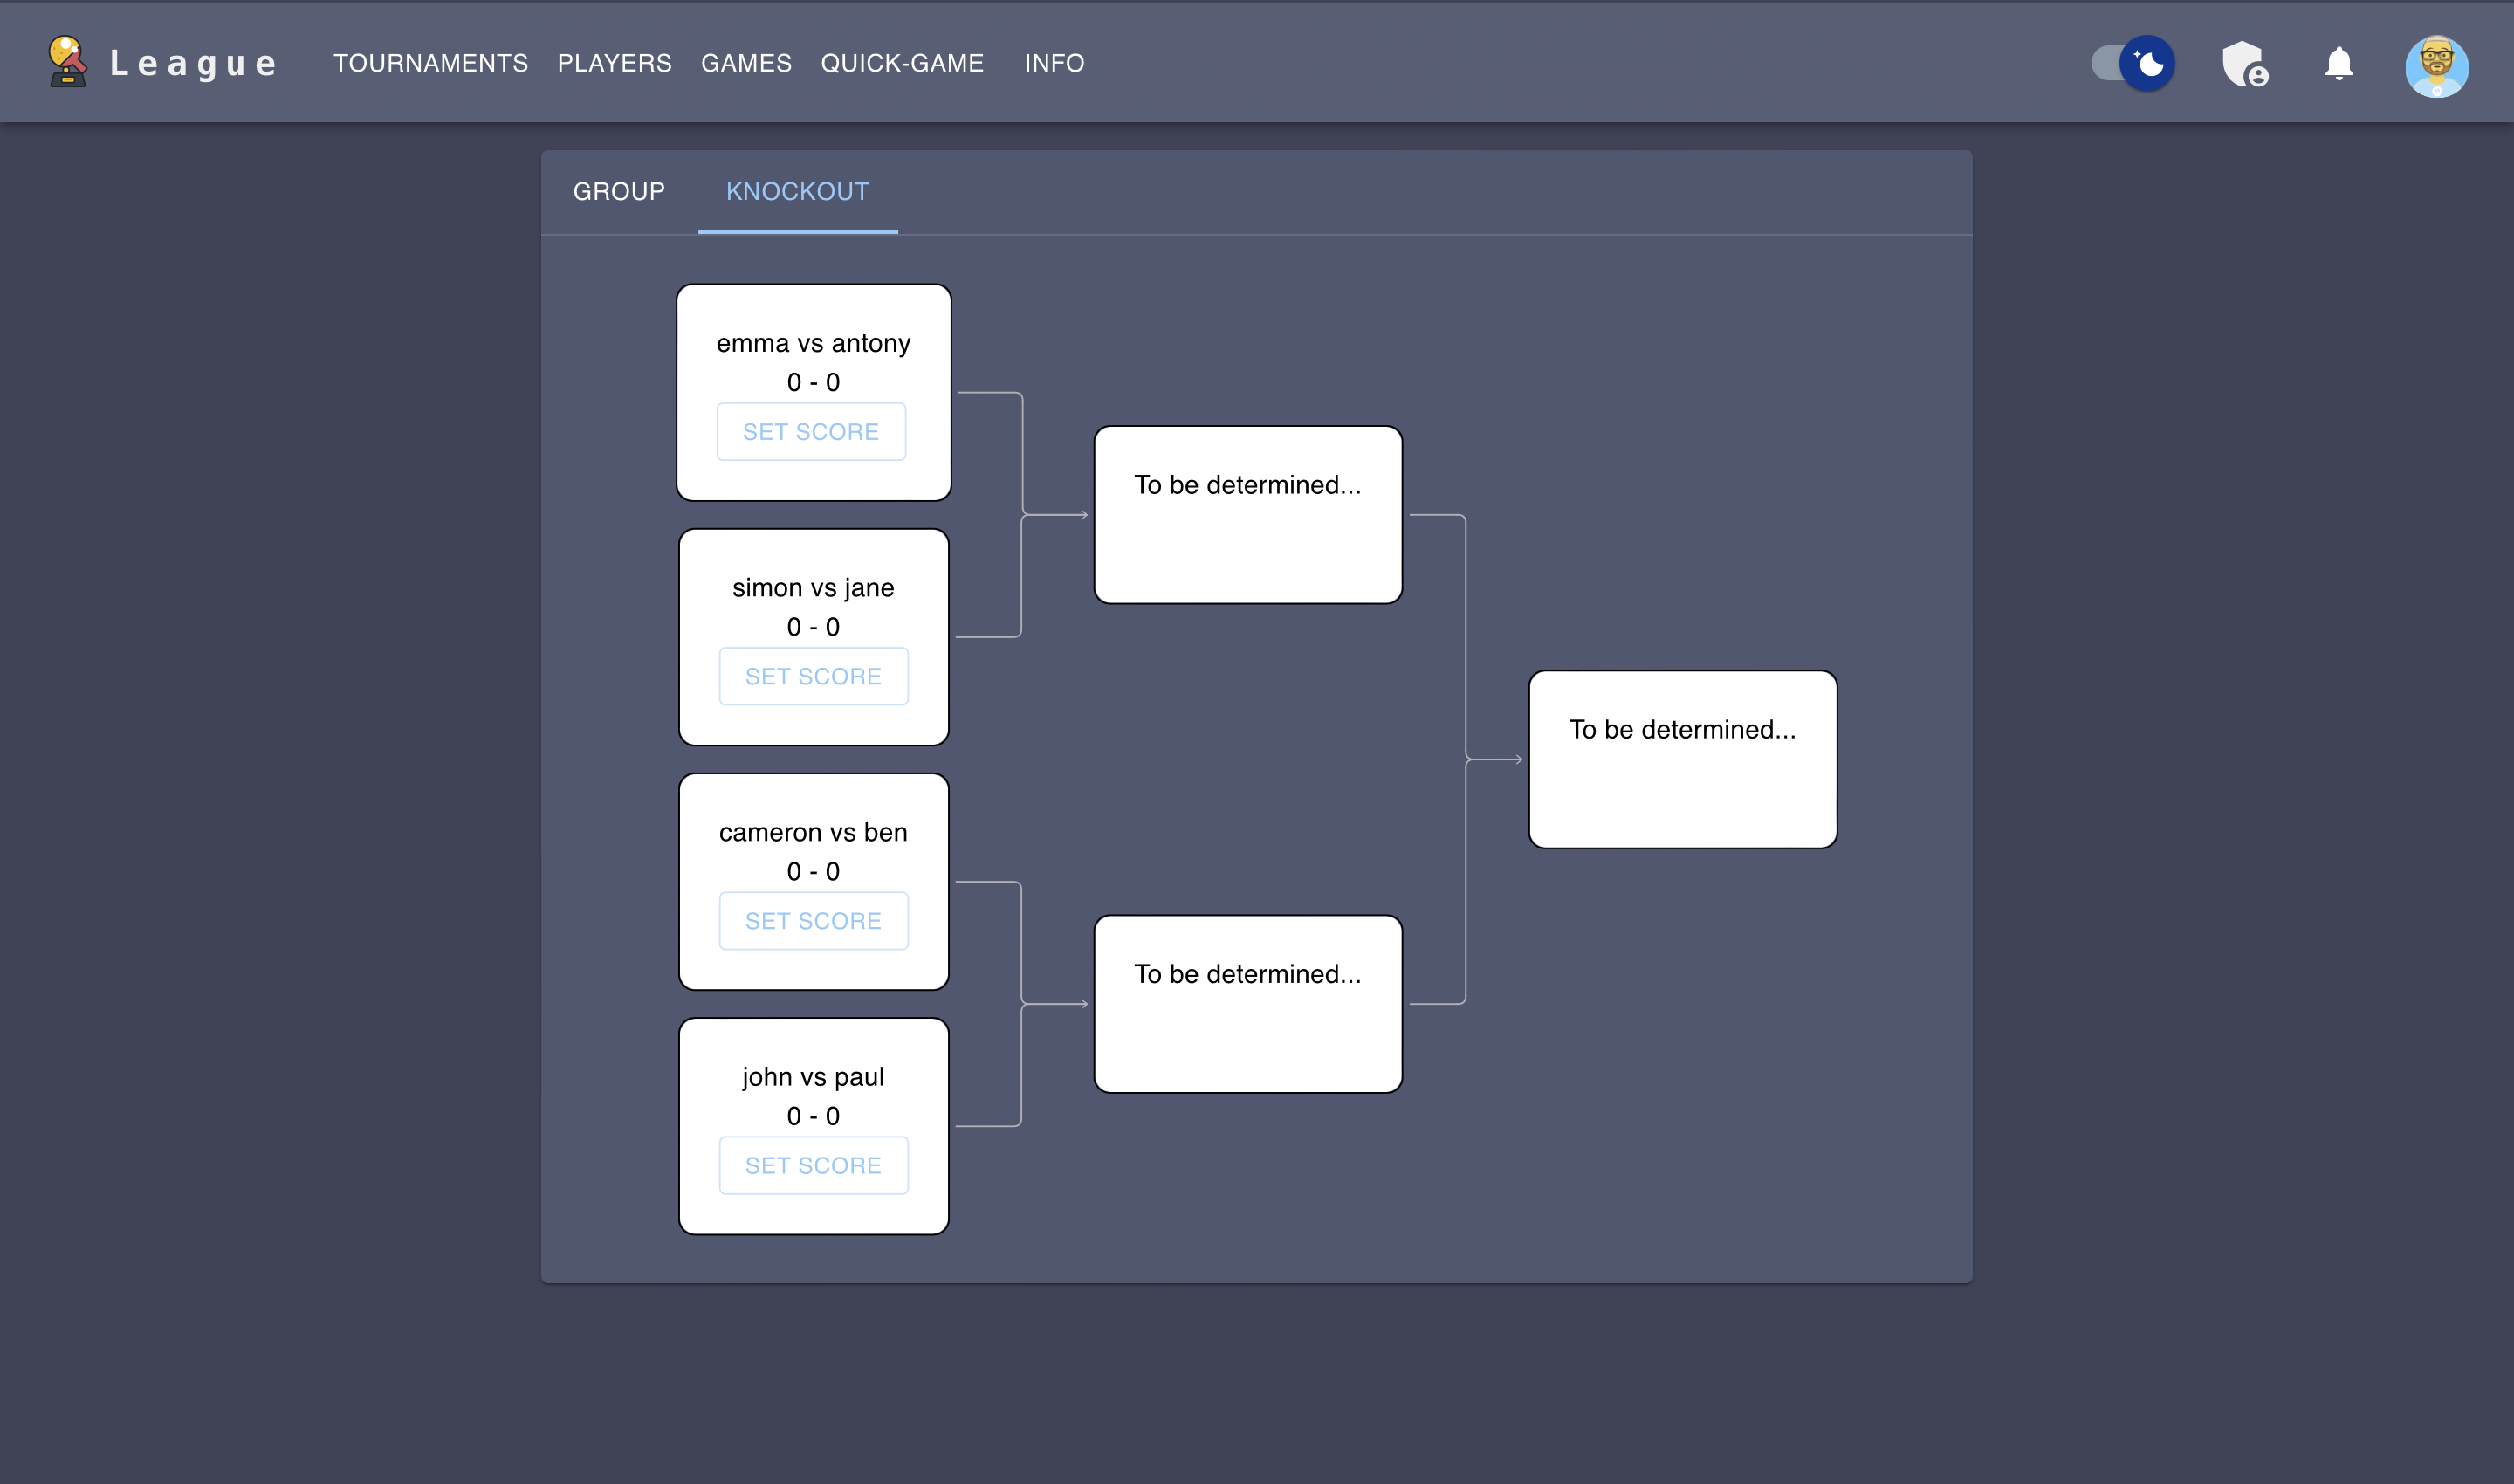 League
TOURNAMENTS
PLAYERS
GAMES
QUICK-GAME
INFO
GROUP
KNOCKOUT
emma vs antony
0 - 0
SET SCORE
simon vs jane
0 - 0
SET SCORE
cameron vs ben
0 - 0
SET SCORE
john vs paul
0 - 0
SET SCORE
To be determined...
To be determined...
To be determined...